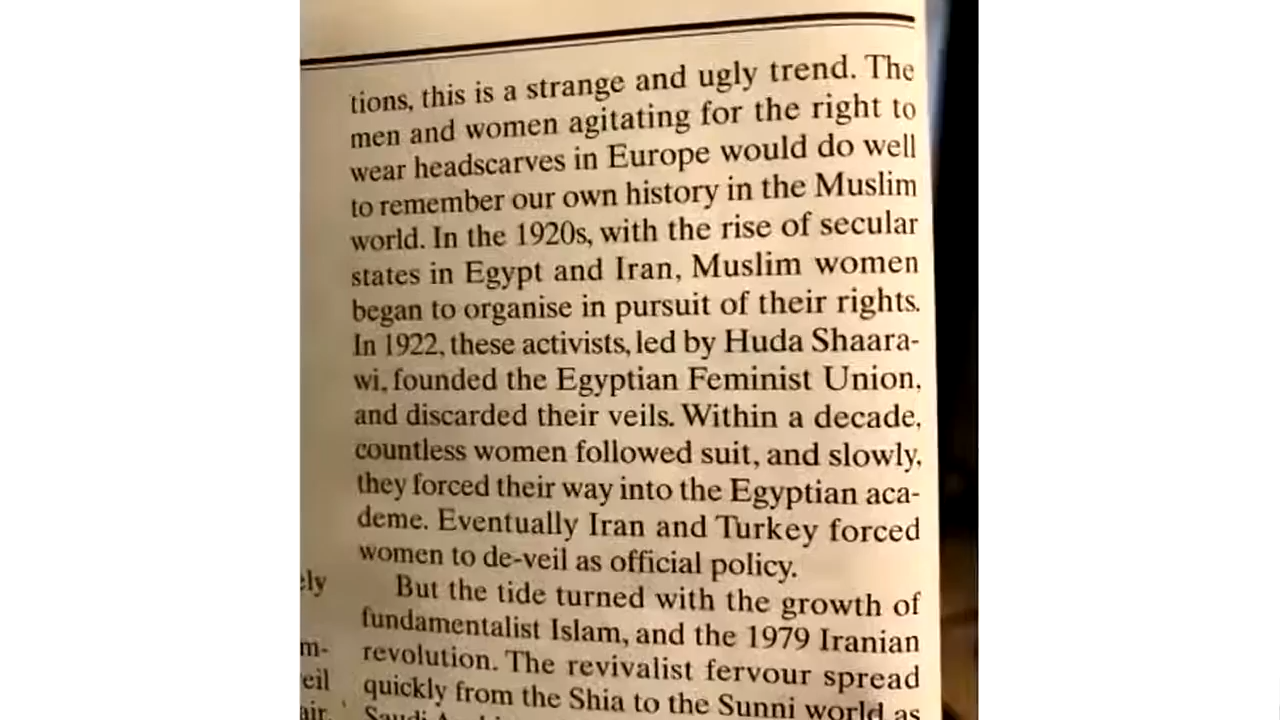 tions, this is a strange and ugly trend. The
men and women agitating for the right to
wear headscarves in Europe would do well
to remember our own history in the Muslim
world. In the 1920s, with the rise of secular
states in Egypt and Iran, Muslim women
began to organise in pursuit of their rights.
In 1922, these activists, led by Huda Shaara-
wi, founded the Egyptian Feminist Union,
and discarded their veils. Within a decade,
countless women followed suit, and slowly,
they forced their way into the Egyptian aca-
deme. Eventually Iran and Turkey forced
women to de-veil as official policy.
But the tide turned with the growth of
fundamentalist Islam, and the 1979 Iranian
revolution. The revivalist fervour spread
quickly from the Shia to the Sunni world as